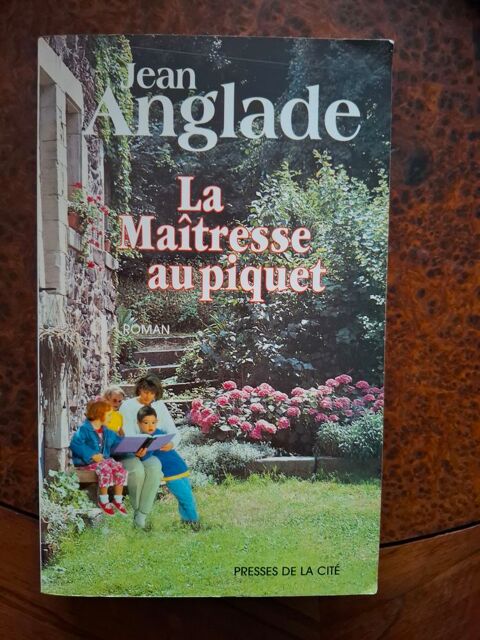 Jean
Anglade
La
Maîtresse
au piquet
ROMAN
PRESSES DE LA CITÉ